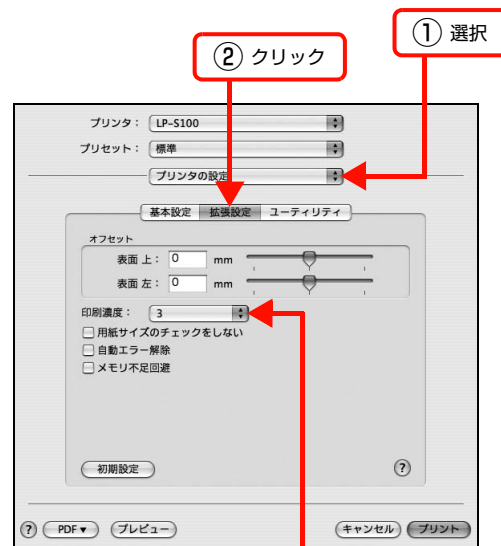 ① 選択
② クリック
プリンタ： LP-S100
プリセット： 標準
プリンタの設定
基本設定 拡張設定 ユーティリティ
オフセット
表面 上： 0 mm
表面 左： 0 mm
印刷濃度： 3
用紙サイズのチェックをしない
自動エラー解除
メモリ不足回避
初期設定 ?
? PDF▼ プレビュー キャンセル プリント